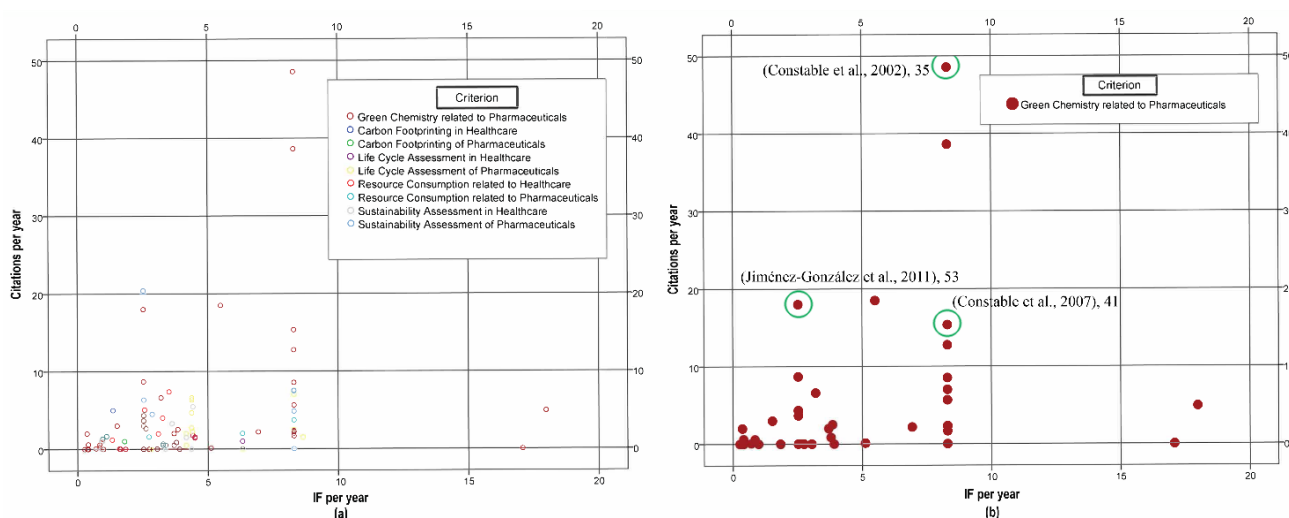 0 5 10 15 20
50
40
30
20
10
0
50
40
30
20
10
0
Citations per year
Criterion
Green Chemistry related to Pharmaceuticals
Carbon Footprinting in Healthcare
Carbon Footprinting of Pharmaceuticals
Life Cycle Assessment in Healthcare
Life Cycle Assessment of Pharmaceuticals
Resource Consumption related to Healthcare
Resource Consumption related to Pharmaceuticals
Sustainability Assessment in Healthcare
Sustainability Assessment of Pharmaceuticals
0 5 10 15 20
IF per year
(a)
0 5 10 15 20
50
40
30
20
10
0
Citations per year
(Constable et al., 2002), 35
Criterion
Green Chemistry related to Pharmaceuticals
(Jiménez-González et al., 2011), 53
(Constable et al., 2007), 41
0 5 10 15 20
IF per year
(b)